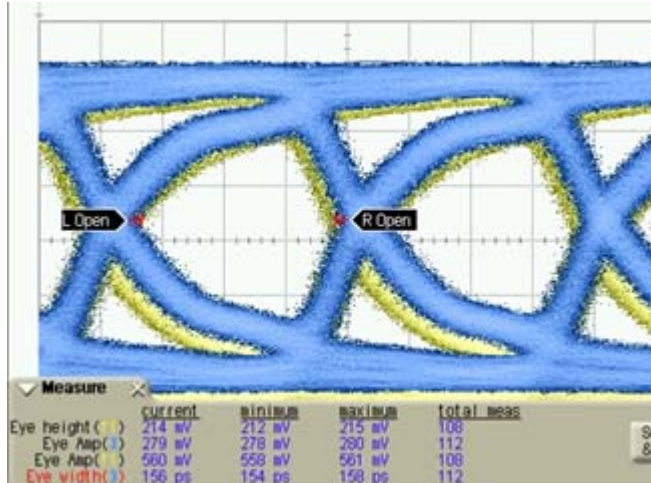 L Open
R Open
Measure
current minimum maximum total meas
Eye height( ) 214 mV 212 mV 215 mV 108
Eye Amp( ) 279 mV 278 mV 280 mV 112
Eye Amp( ) 560 mV 558 mV 561 mV 108
Eye width( ) 156 ps 154 ps 158 ps 112